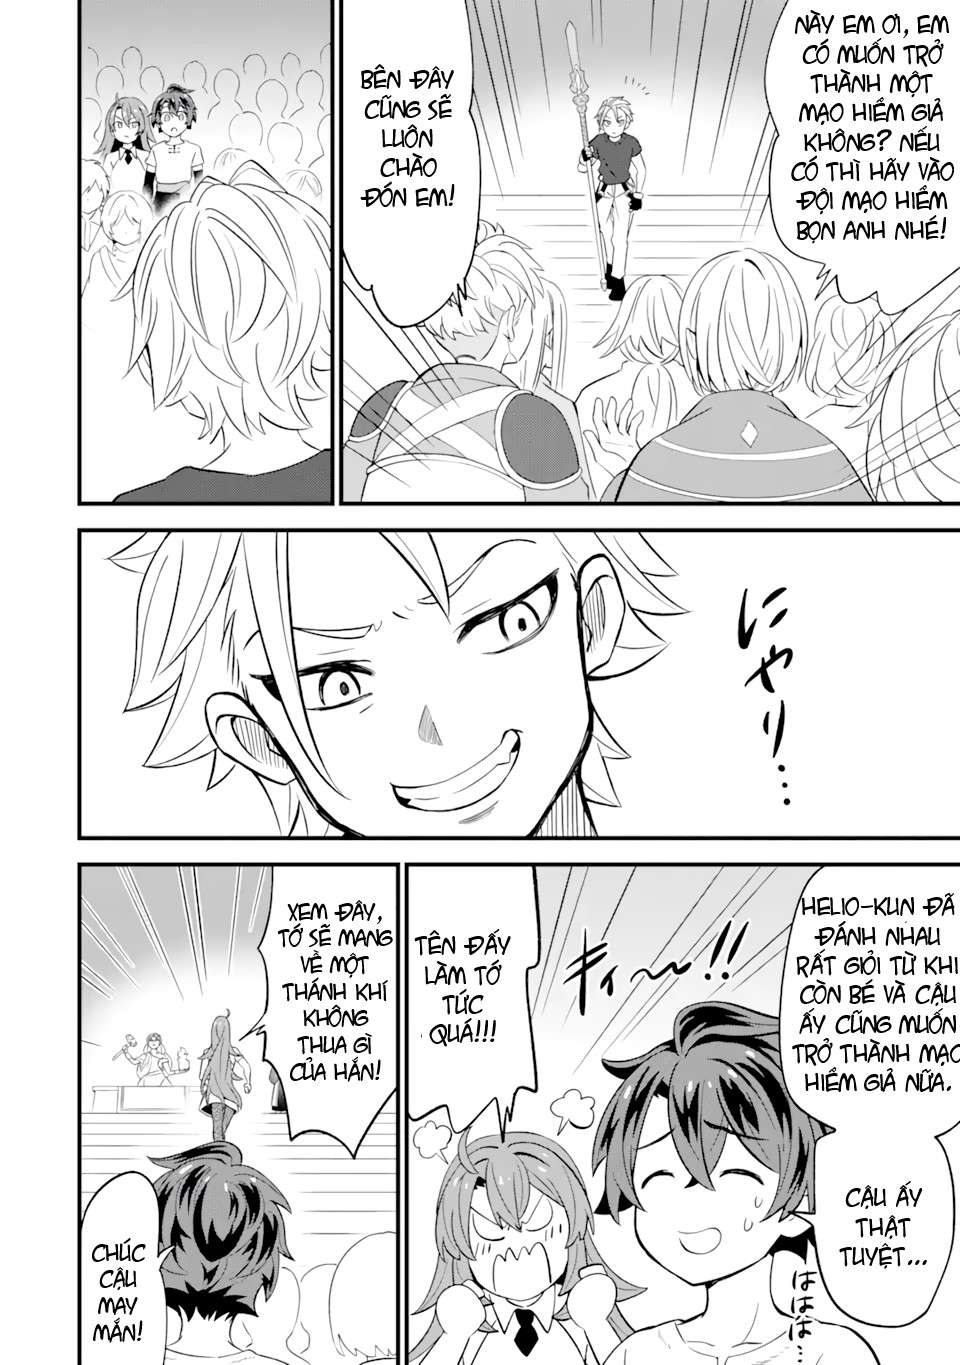 NÀY EM ƠI, EM
CÓ MUỐN TRỞ
THÀNH MỘT
MẠO HIỂM GIẢ
KHÔNG? NẾU
CÓ THÌ HÃY VÀO
ĐỘI MẠO HIỂM
BỌN ANH NHÉ!
BÊN ĐÂY
CŨNG SẼ
LUÔN
CHÀO
ĐÓN EM!
にやり...
HELIO-KUN ĐÃ
ĐÁNH NHAU
RẤT GIỎI TỪ KHI
CÒN BÉ VÀ CẬU
ẤY CŨNG MUỐN
TRỞ THÀNH MẠO
HIỂM GIẢ NỮA.
CẬU ẤY
THẬT
TUYỆT...
ははは...
キィ〜!!
TÊN ĐẤY
LÀM TỚ
TỨC
QUÁ!!!
XEM ĐÂY,
TỚ SẼ MANG
VỀ MỘT
THÁNH KHÍ
KHÔNG
THUA GÌ
CỦA HẮN!
CHÚC
CẬU
MAY
MẮN!